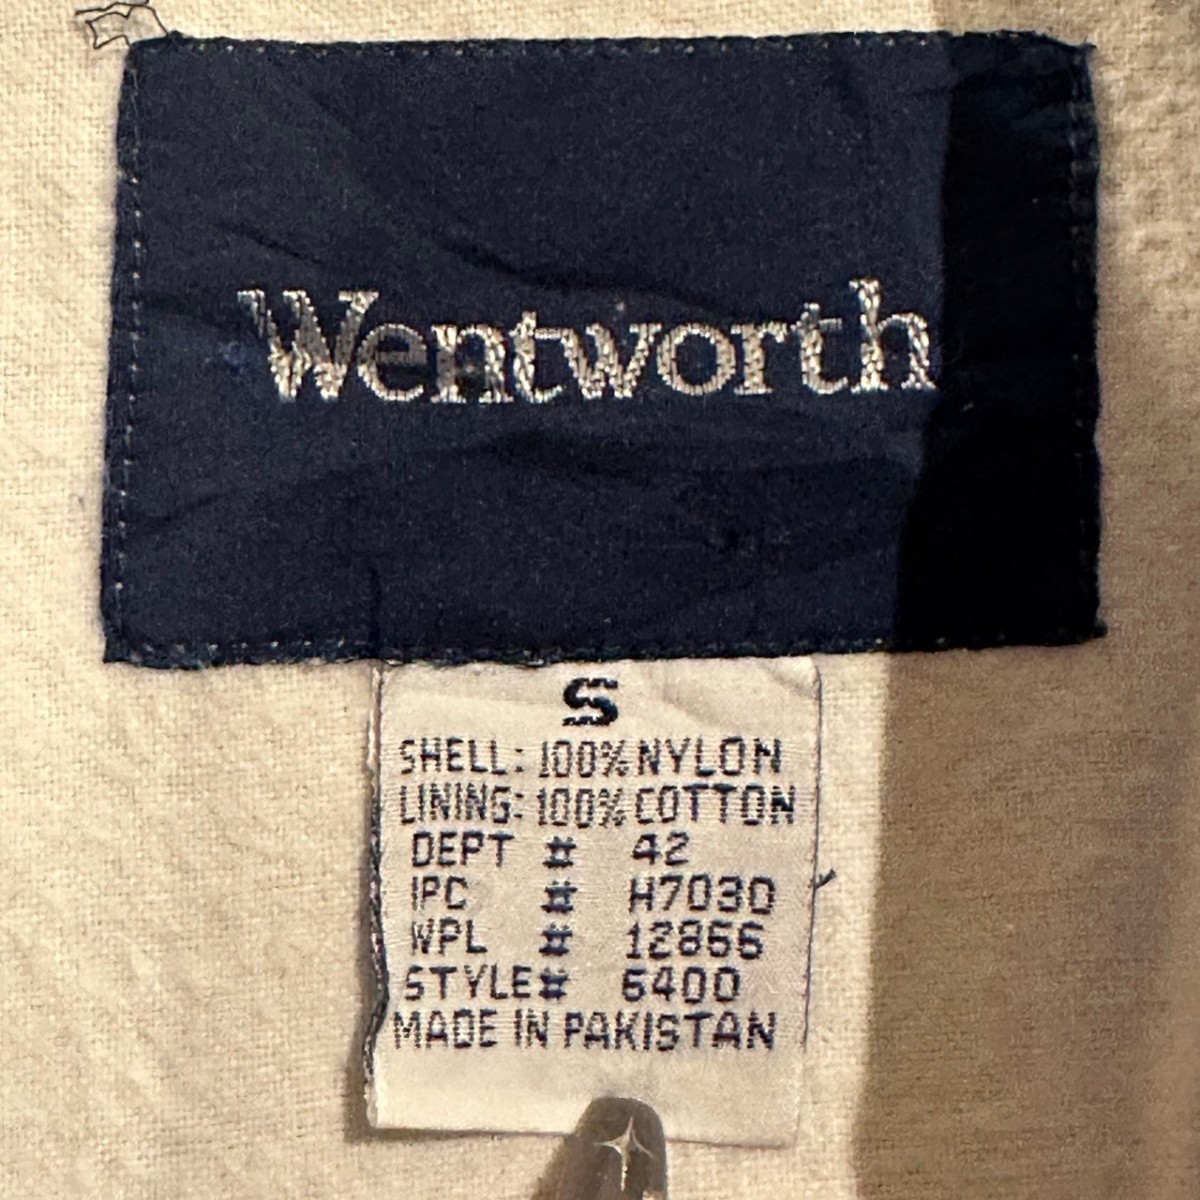 Wentworth
S
SHELL: 100% NYLON
LINING: 100% COTTON
DEPT # 42
IPC # H7030
WPL # 12866
STYLE# 6400
MADE IN PAKISTAN